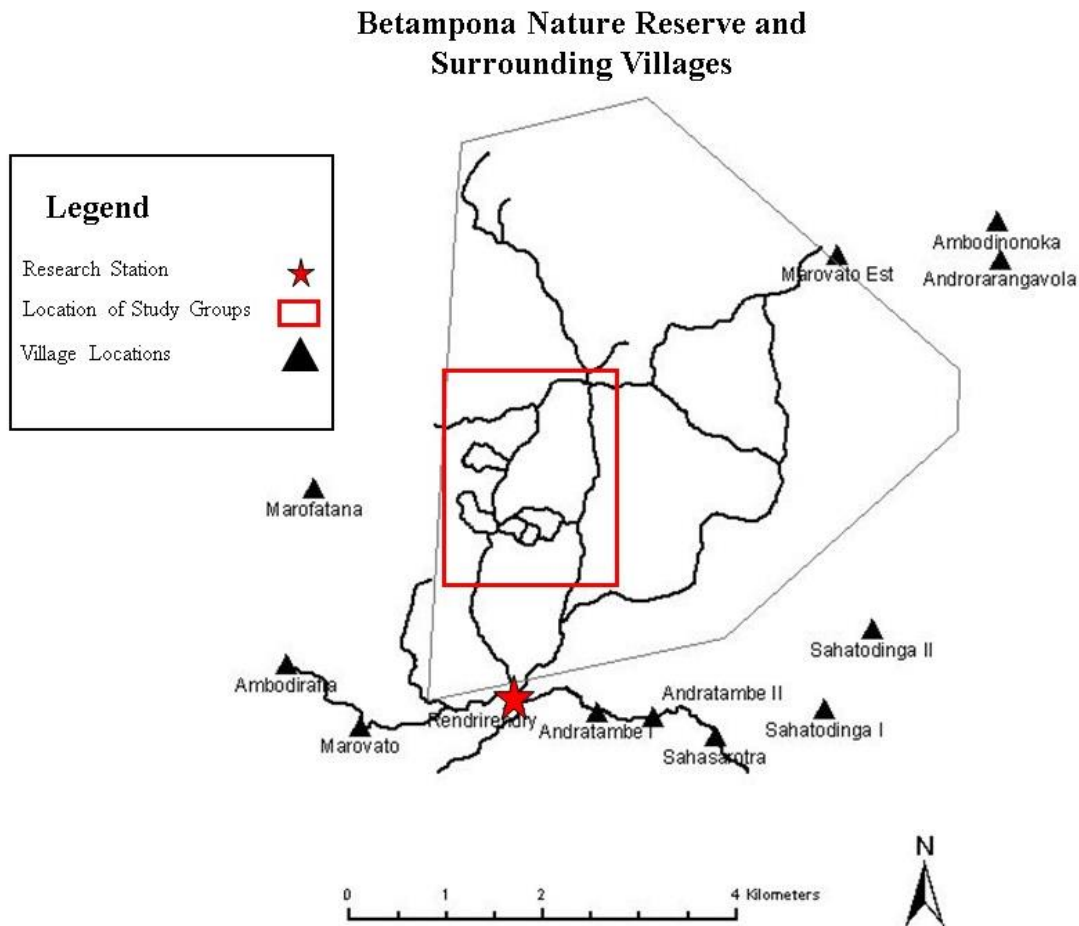 Betampona Nature Reserve and
Surrounding Villages
Legend
Research Station
Location of Study Groups
Village Locations
Ambodinonoka
Marovato Est
Androrarangavola
Marofatana
Sahatodinga II
Ambodirafia
Andratambe II
Rendrirendry
Andratambe I
Sahatodinga I
Marovato
Sahasarotra
N
0 1 2 4 Kilometers